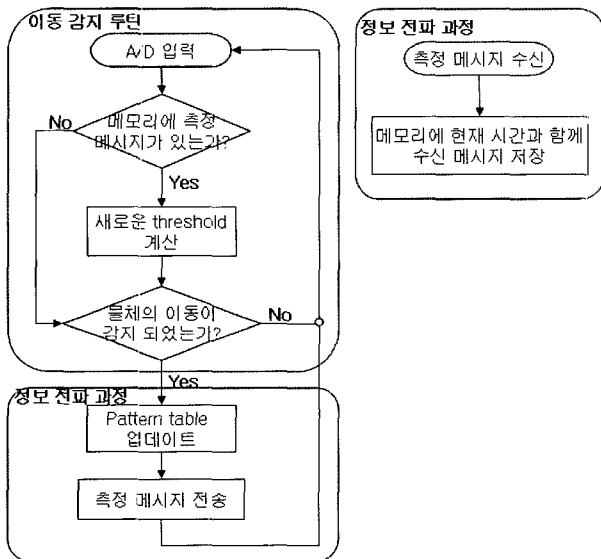 이동 감지 루틴
A/D 입력
메모리에 측정
메시지가 있는가?
No
Yes
새로운 threshold
계산
물체의 이동이
감지 되었는가?
No
Yes
정보 전파 과정
Pattern table
업데이트
측정 메시지 전송
정보 전파 과정
측정 메시지 수신
메모리에 현재 시간과 함께
수신 메시지 저장